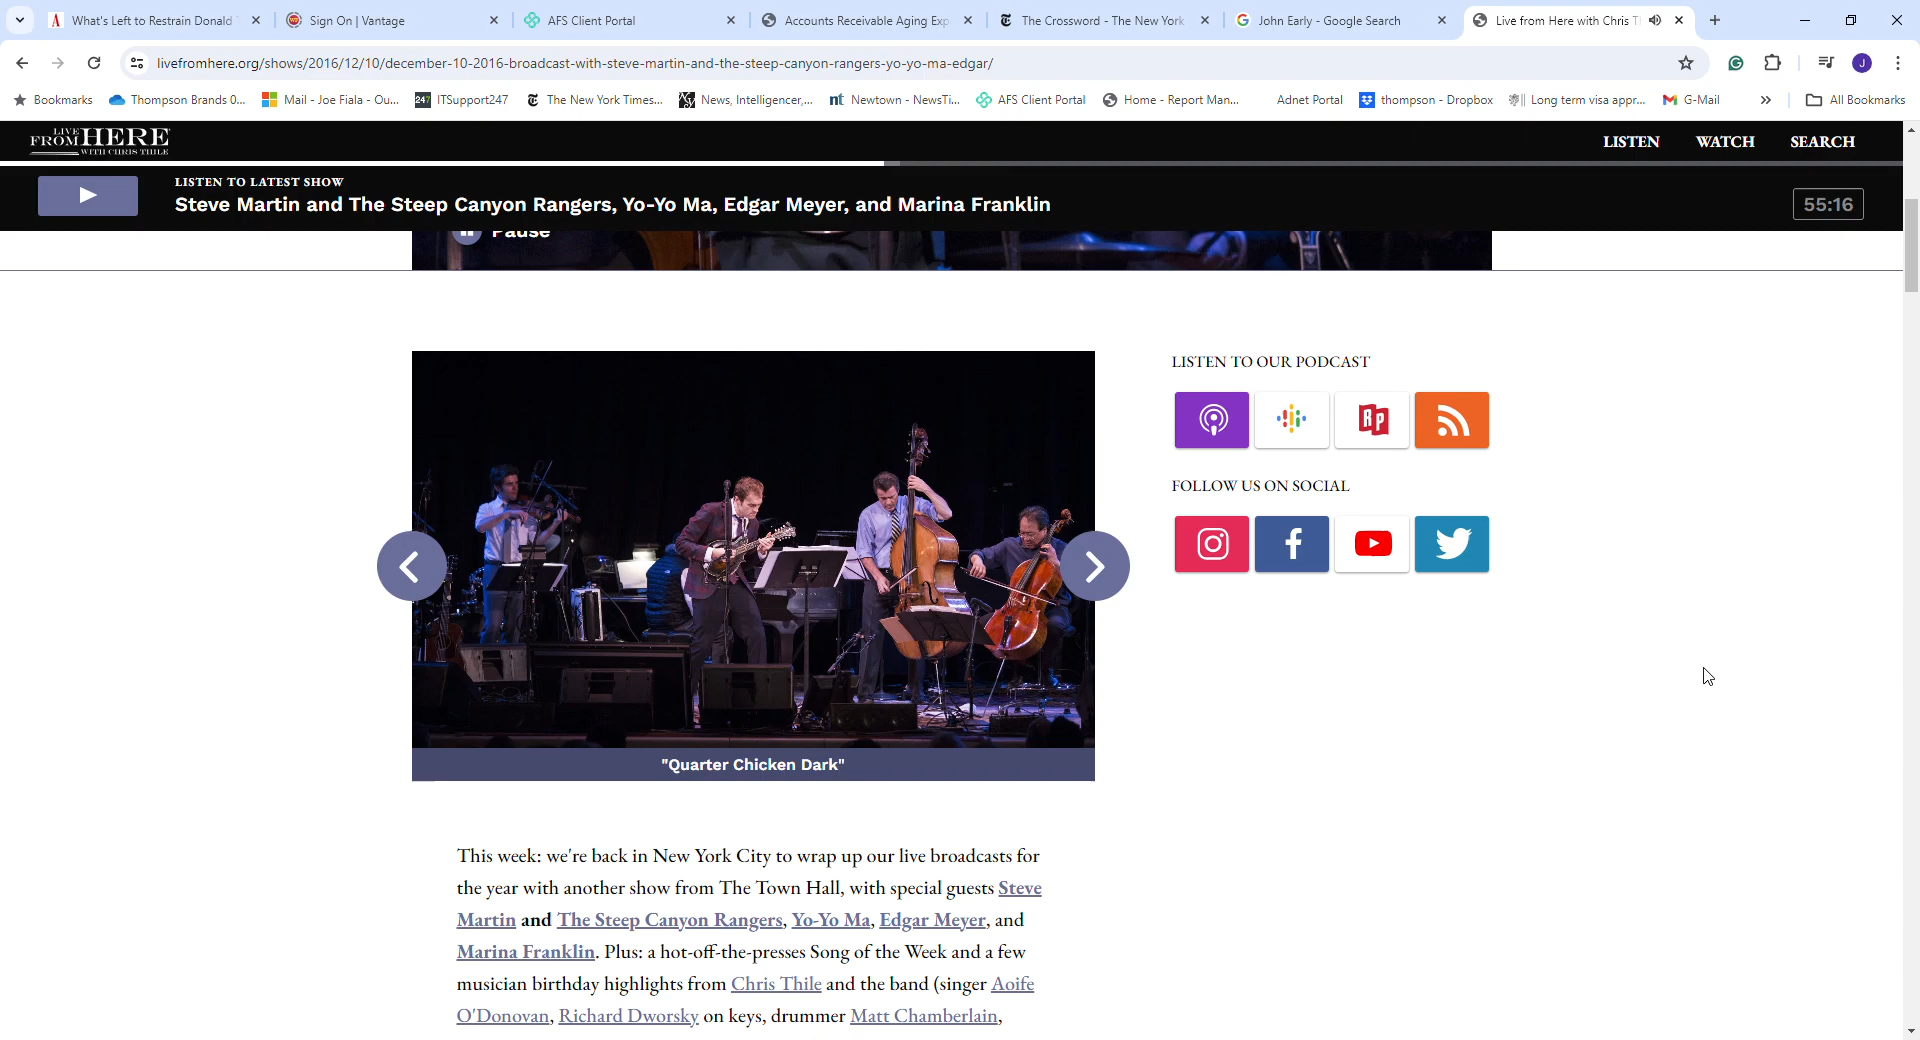 What's Left to Restrain Donald
Sign On | Vantage
AFS Client Portal
Accounts Receivable Aging Exp
The Crossword - The New York
John Early - Google Search
Live from Here with Chris T
livefromhere.org/shows/2016/12/10/december-10-2016-broadcast-with-steve-martin-and-the-steep-canyon-rangers-yo-yo-ma-edgar/
J
Bookmarks
Thompson Brands 0...
Mail - Joe Fiala - Ou...
247 ITSupport247
The New York Times...
News, Intelligencer,...
nt Newtown - NewsTi...
AFS Client Portal
Home - Report Man...
Adnet Portal
thompson - Dropbox
Long term visa appr...
G-Mail
»
All Bookmarks
LIVE
FROM HERE
WITH CHRIS THILE
LISTEN
WATCH
SEARCH
LISTEN TO LATEST SHOW
Steve Martin and The Steep Canyon Rangers, Yo-Yo Ma, Edgar Meyer, and Marina Franklin
55:16
Pause
LISTEN TO OUR PODCAST
RP
FOLLOW US ON SOCIAL
f
"Quarter Chicken Dark"
This week: we're back in New York City to wrap up our live broadcasts for
the year with another show from The Town Hall, with special guests Steve
Martin and The Steep Canyon Rangers, Yo-Yo Ma, Edgar Meyer, and
Marina Franklin. Plus: a hot-off-the-presses Song of the Week and a few
musician birthday highlights from Chris Thile and the band (singer Aoife
O'Donovan, Richard Dworsky on keys, drummer Matt Chamberlain,